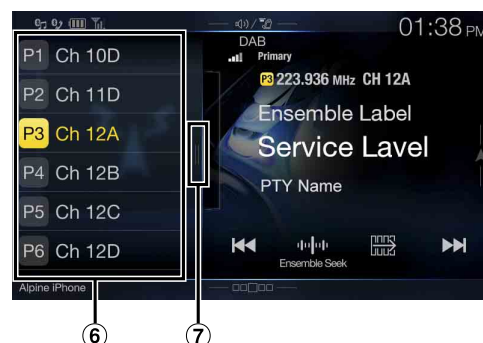 01:38 PM
DAB
Primary
P3 223.936 MHz CH 12A
Ensemble Label
Service Lavel
PTY Name
P1 Ch 10D
P2 Ch 11D
P3 Ch 12A
P4 Ch 12B
P5 Ch 12C
P6 Ch 12D
Ensemble Seek
Alpine iPhone
6 7